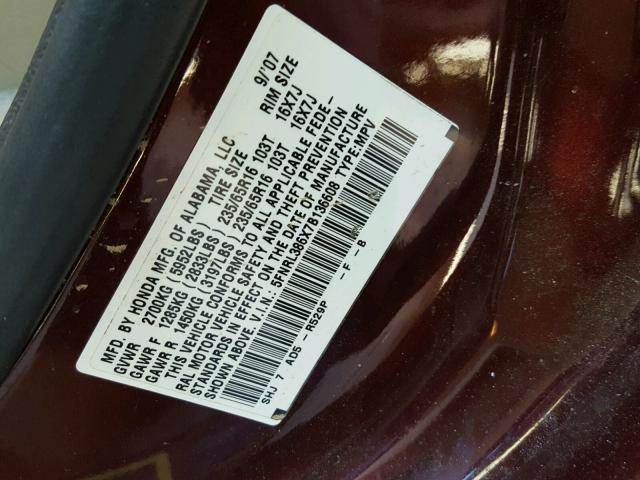 MFD. BY HONDA MFG. OF ALABAMA, LLC 9/'07
GVWR 2700KG (5952LBS) TIRE SIZE RIM SIZE
GAWR F 1285KG (2833LBS) 235/65R16 103T 16X7J
GAWR R 1450KG (3197LBS) 235/65R16 103T 16X7J
THIS VEHICLE CONFORMS TO ALL APPLICABLE FEDE-
RAL MOTOR VEHICLE SAFETY AND THEFT PREVENTION
STANDARDS IN EFFECT ON THE DATE OF MANUFACTURE
SHOWN ABOVE. V.I.N.: 5FNRL386X7B136608 TYPE:MPV
SHJ 7 A05 -R529P -F -B